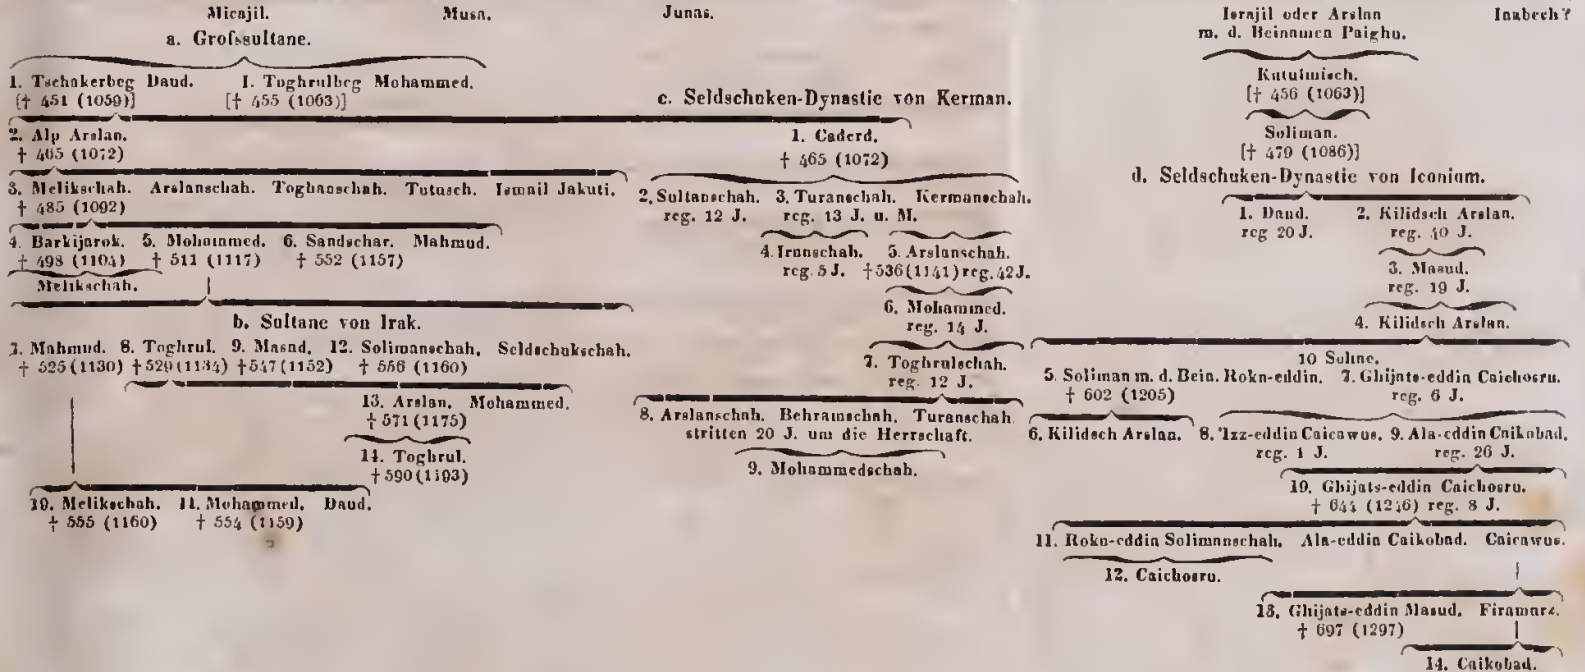 Micajil. Musa. Junas. Israjil oder Arslan Inabech?
m. d. Beinamen Paighu.
a. Grofssultane.
1. Tschakerbeg Daud. 1. Toghrulbeg Mohammed.
[† 451 (1059)] [† 455 (1063)]
2. Alp Arslan.
† 465 (1072)
3. Melikschah. Arslanschah. Toghanschah. Tutusch. Ismail Jakuti.
† 485 (1092)
4. Barkijarok. 5. Mohammed. 6. Sandschar. Mahmud.
† 498 (1104) † 511 (1117) † 552 (1157)
Melikschah.
b. Sultane von Irak.
7. Mahmud. 8. Toghrul. 9. Masud. 12. Solimanschah. Seldschukschah.
† 525 (1130) † 529 (1134) † 547 (1152) † 556 (1160)
13. Arslan. Mohammed.
† 571 (1175)
14. Toghrul.
† 590 (1193)
10. Melikschah. 11. Mohammed. Daud.
† 555 (1160) † 554 (1159)
c. Seldschuken-Dynastie von Kerman.
1. Caderd.
† 465 (1072)
2. Sultanschah. 3. Turanschah. Kermanschah.
reg. 12 J. reg. 13 J. u. M.
4. Iranschah. 5. Arslanschah.
reg. 5 J. † 536 (1141) reg. 42 J.
6. Mohammed.
reg. 14 J.
7. Toghrulschah.
reg. 12 J.
8. Arslanschah. Behramschah. Turanschah
stritten 20 J. um die Herrschaft.
9. Mohammedschah.
Kutulmisch.
[† 456 (1063)]
Soliman.
[† 479 (1086)]
d. Seldschuken-Dynastie von Iconium.
1. Daud. 2. Kilidsch Arslan.
reg 20 J. reg. 40 J.
3. Masud.
reg. 19 J.
4. Kilidsch Arslan.
10 Sohne.
5. Soliman m. d. Bein. Rokn-eddin. 7. Ghijats-eddin Caichosru.
† 602 (1205) reg. 6 J.
6. Kilidsch Arslan. 8. 'Izz-eddin Caicawus. 9. Ala-eddin Caikobad.
reg. 1 J. reg. 26 J.
10. Ghijats-eddin Caichosru.
† 644 (1246) reg. 8 J.
11. Rokn-eddin Solimanschah. Ala-eddin Caikobad. Caicawus.
12. Caichosru.
13. Ghijats-eddin Masud. Firamurz.
† 697 (1297)
14. Caikobad.